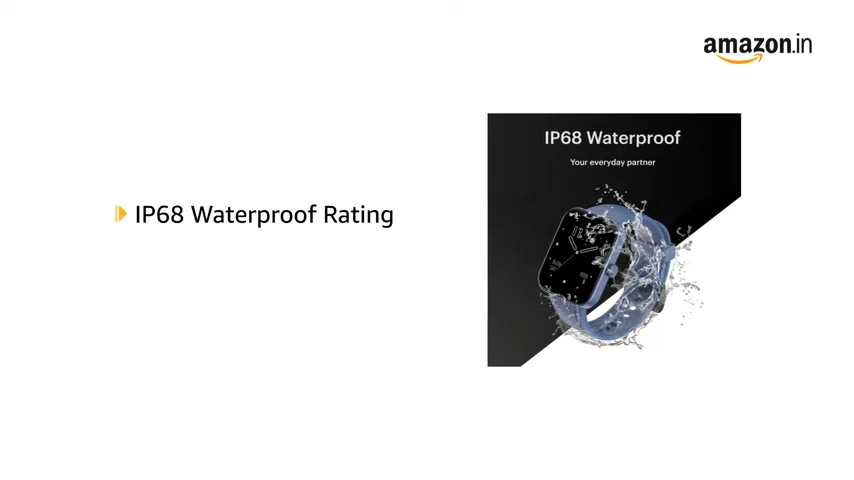 amazon.in
IP68 Waterproof
Your everyday partner
IP68 Waterproof Rating